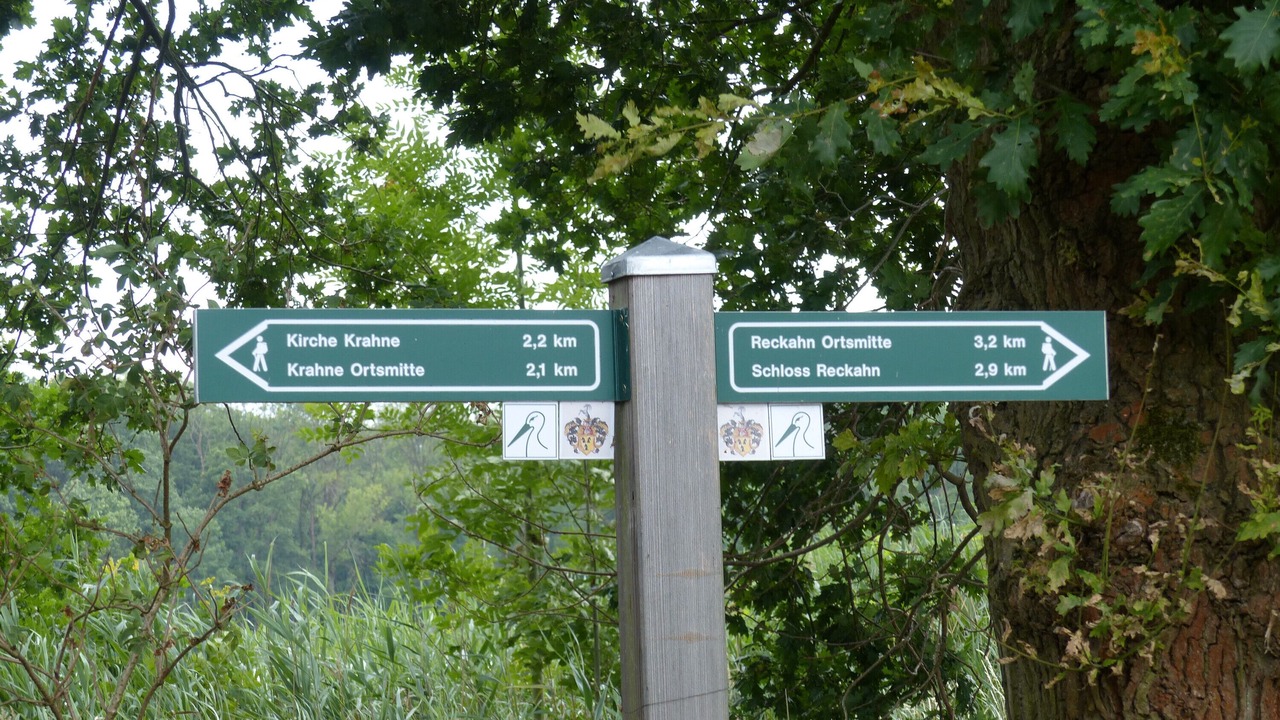 Kirche Krahne 2,2 km
Krahne Ortsmitte 2,1 km
Reckahn Ortsmitte 3,2 km
Schloss Reckahn 2,9 km